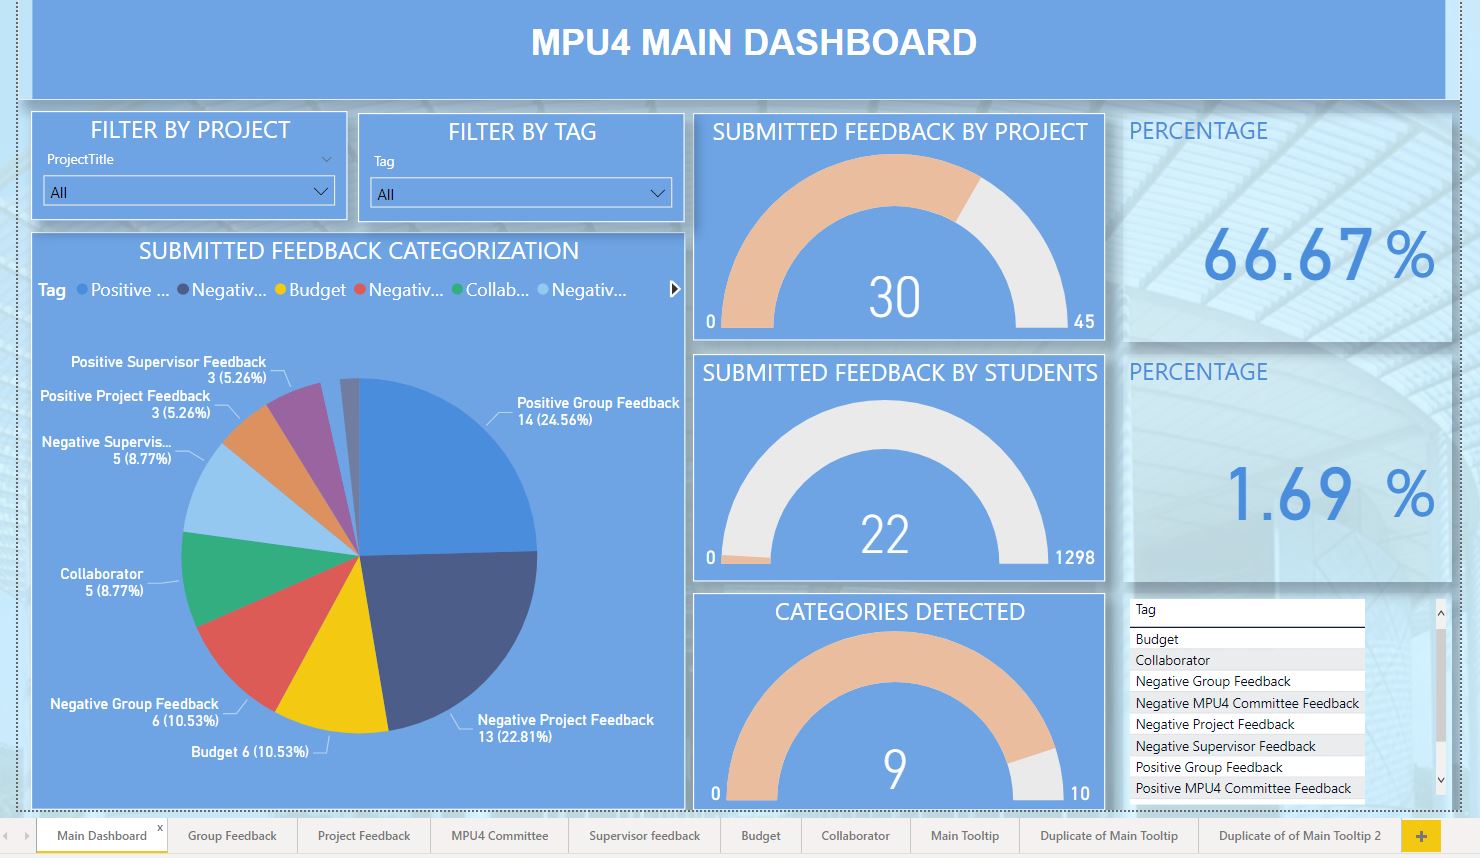 MPU4 MAIN DASHBOARD
FILTER BY PROJECT
ProjectTitle
All
FILTER BY TAG
Tag
All
SUBMITTED FEEDBACK CATEGORIZATION
Tag Positive ... Negativ... Budget Negativ... Collab... Negativ...
Positive Supervisor Feedback
3 (5.26%)
Positive Project Feedback
3 (5.26%)
Negative Supervis...
5 (8.77%)
Collaborator
5 (8.77%)
Negative Group Feedback
6 (10.53%)
Budget 6 (10.53%)
Positive Group Feedback
14 (24.56%)
Negative Project Feedback
13 (22.81%)
SUBMITTED FEEDBACK BY PROJECT
30
0 45
PERCENTAGE
66.67 %
SUBMITTED FEEDBACK BY STUDENTS
22
0 1298
PERCENTAGE
1.69 %
CATEGORIES DETECTED
9
0 10
Tag
Budget
Collaborator
Negative Group Feedback
Negative MPU4 Committee Feedback
Negative Project Feedback
Negative Supervisor Feedback
Positive Group Feedback
Positive MPU4 Committee Feedback
Main Dashboard x Group Feedback Project Feedback MPU4 Committee Supervisor feedback Budget Collaborator Main Tooltip Duplicate of Main Tooltip Duplicate of of Main Tooltip 2 +